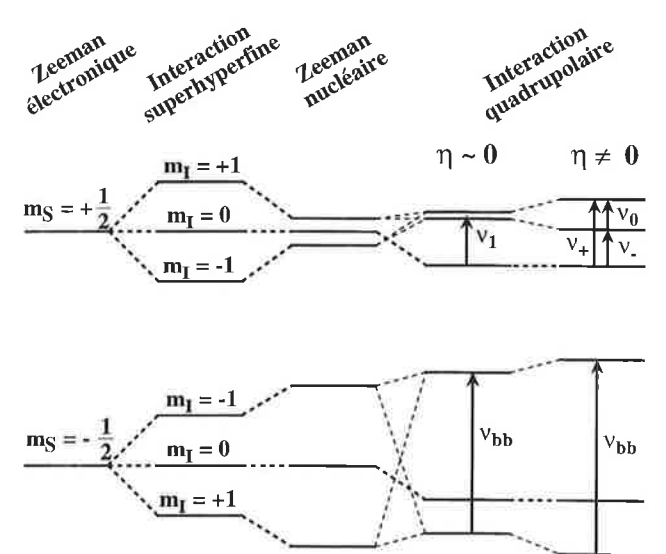 Zeeman
électronique
Interaction
superhyperfine
Zeeman
nucléaire
Interaction
quadrupolaire
η ~ 0
η ≠ 0
mS = + 1/2
mI = +1
mI = 0
mI = -1
ν1
ν+
ν0
ν-
mS = - 1/2
mI = -1
mI = 0
mI = +1
νbb
νbb